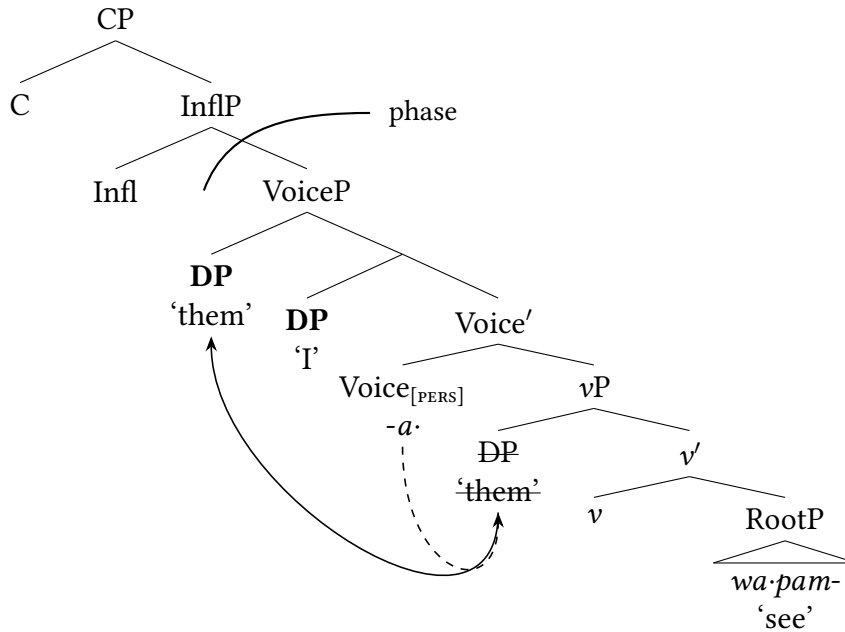 CP
C InflP
phase
Infl VoiceP
DP
‘them’
DP
‘I’
Voice′
Voice[PERS]
-a·
vP
DP
‘them’
v′
v RootP
wa·pam-
‘see’